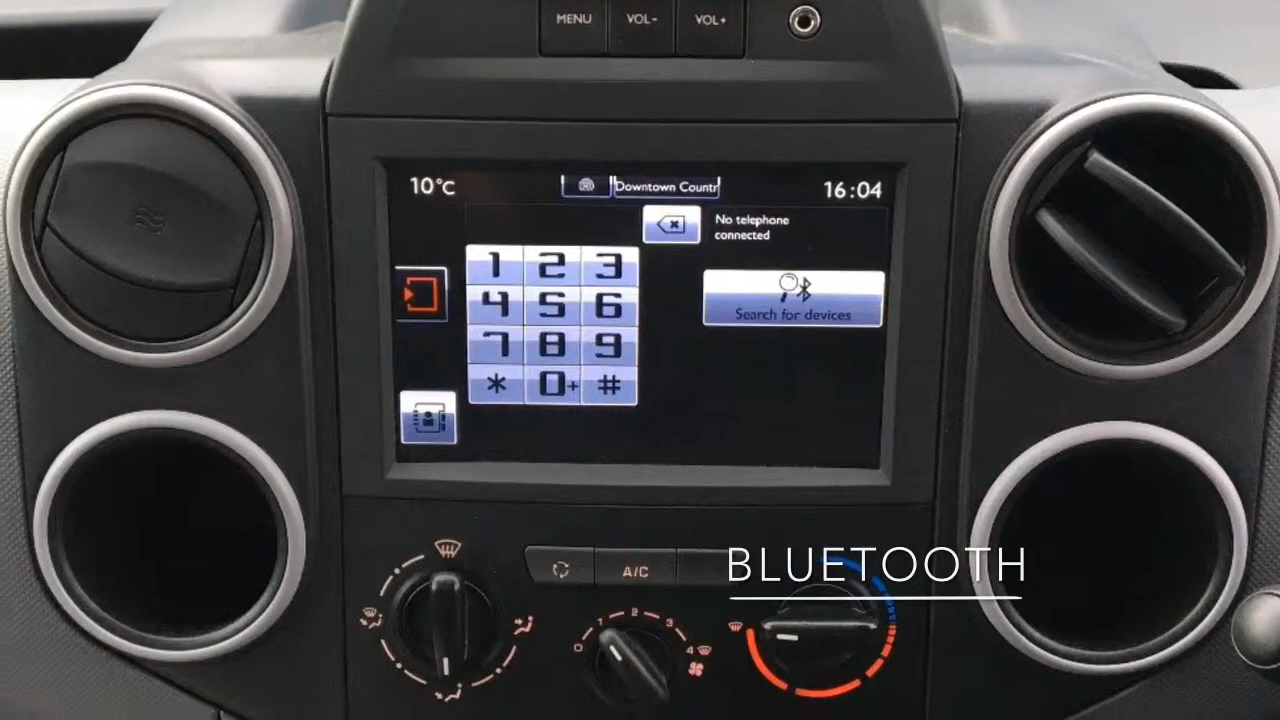 MENU VOL- VOL+
10°C Downtown Countr 16:04
No telephone
connected
1 2 3
4 5 6
7 8 9
* 0+ #
Search for devices
A/C
BLUETOOTH
0 1 2 3 4